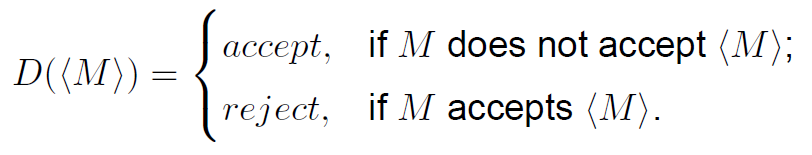 accept, if M does not accept ⟨M⟩;
D(⟨M⟩) =
reject, if M accepts ⟨M⟩.